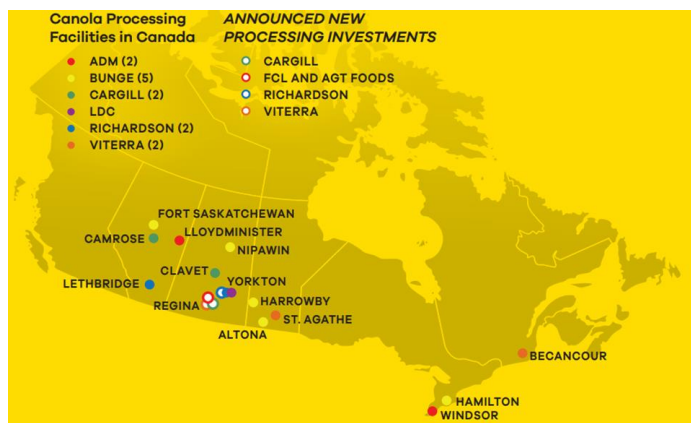 Canola Processing
Facilities in Canada
ADM (2)
BUNGE (5)
CARGILL (2)
LDC
RICHARDSON (2)
VITERRA (2)
ANNOUNCED NEW
PROCESSING INVESTMENTS
CARGILL
FCL AND AGT FOODS
RICHARDSON
VITERRA
FORT SASKATCHEWAN
CAMROSE
LLOYDMINISTER
NIPAWIN
CLAVET
LETHBRIDGE
YORKTON
REGINA
HARROWBY
ST. AGATHE
ALTONA
BECANCOUR
HAMILTON
WINDSOR